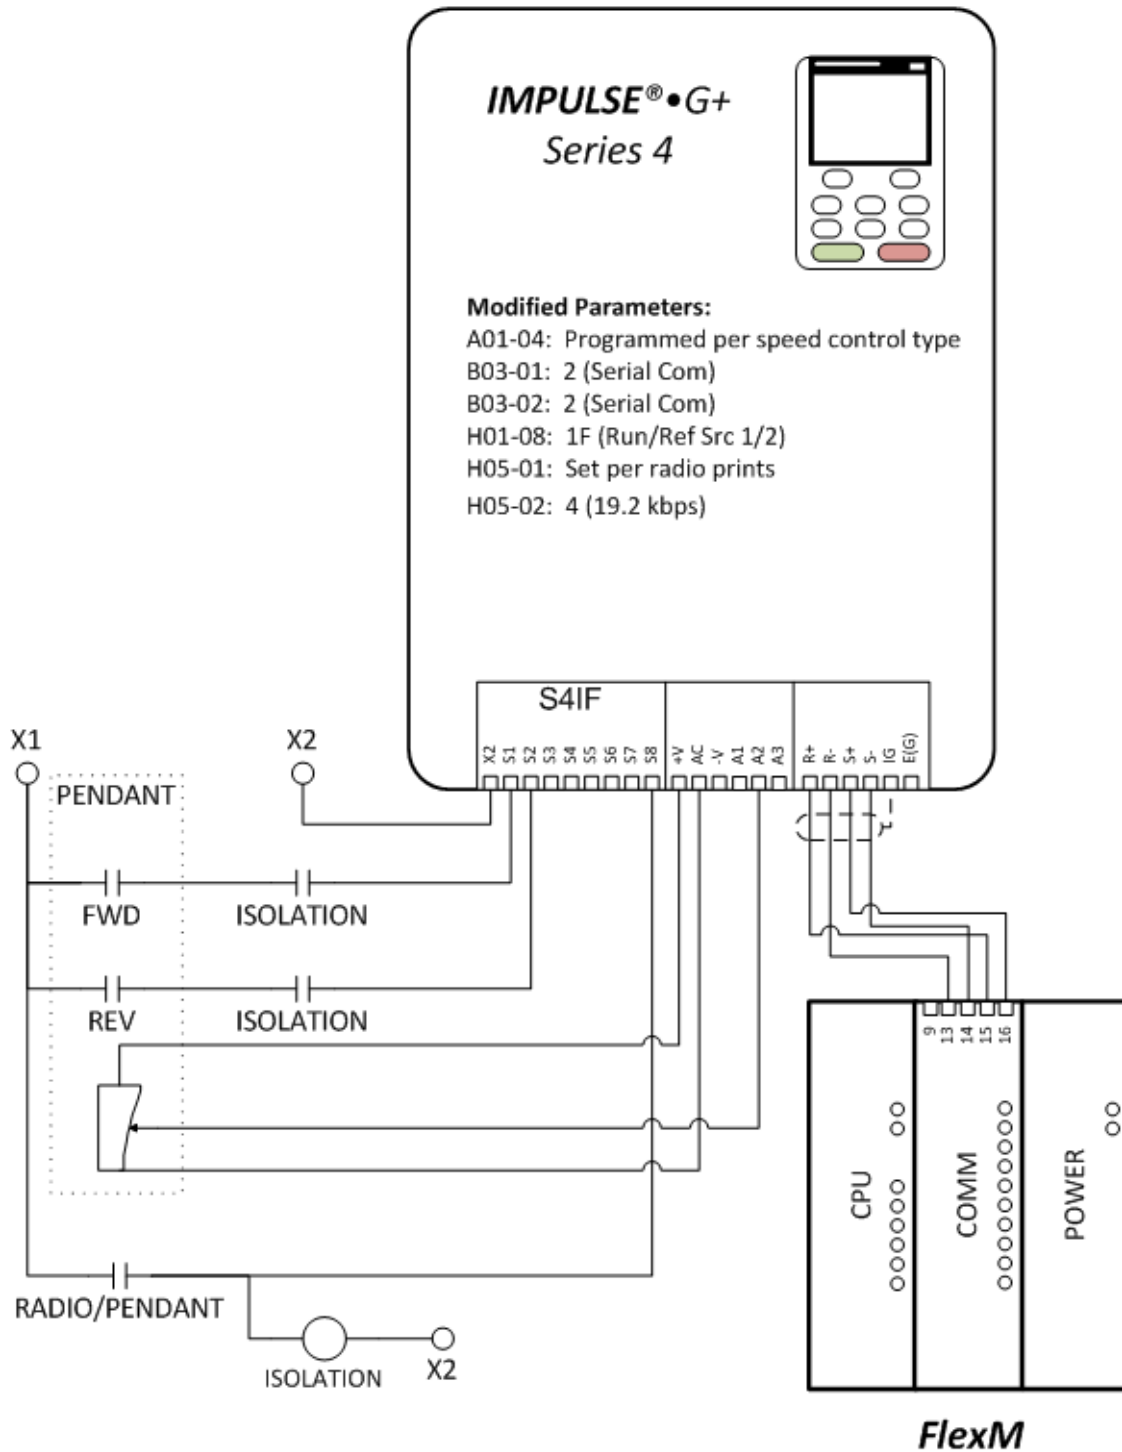 IMPULSE®•G+
Series 4
Modified Parameters:
A01-04: Programmed per speed control type
B03-01: 2 (Serial Com)
B03-02: 2 (Serial Com)
H01-08: 1F (Run/Ref Src 1/2)
H05-01: Set per radio prints
H05-02: 4 (19.2 kbps)
S4IF
X2 S1 S2 S3 S4 S5 S6 S7 S8 +V AC -V A1 A2 A3 R+ R- S+ S- IG E(G)
X1 X2
PENDANT
FWD ISOLATION
REV ISOLATION
9 13 14 15 16
CPU COMM POWER
RADIO/PENDANT
ISOLATION X2
FlexM